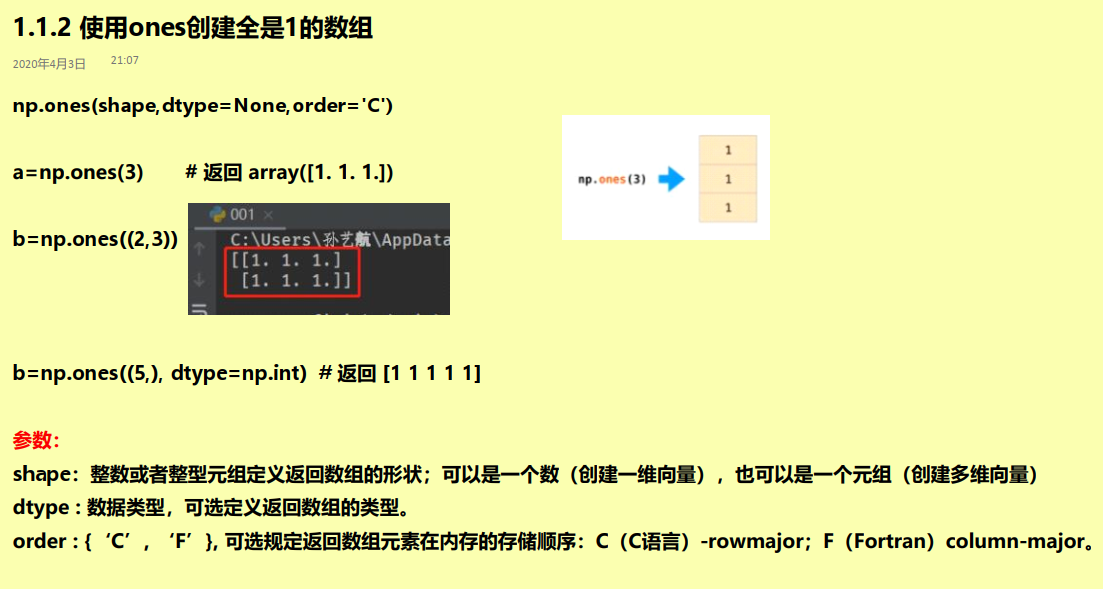 1.1.2 使用ones创建全是1的数组
2020年4月3日 21:07
np.ones(shape,dtype=None,order='C')
a=np.ones(3) # 返回 array([1. 1. 1.])
np.ones(3)
1
1
1
b=np.ones((2,3))
001 ×
C:\Users\孙艺航\AppData
[[1. 1. 1.]
[1. 1. 1.]]
b=np.ones((5,), dtype=np.int) # 返回 [1 1 1 1 1]
参数：
shape：整数或者整型元组定义返回数组的形状；可以是一个数（创建一维向量），也可以是一个元组（创建多维向量）
dtype : 数据类型，可选定义返回数组的类型。
order : {‘C’, ‘F’}, 可选规定返回数组元素在内存的存储顺序：C（C语言）-rowmajor；F（Fortran）column-major。